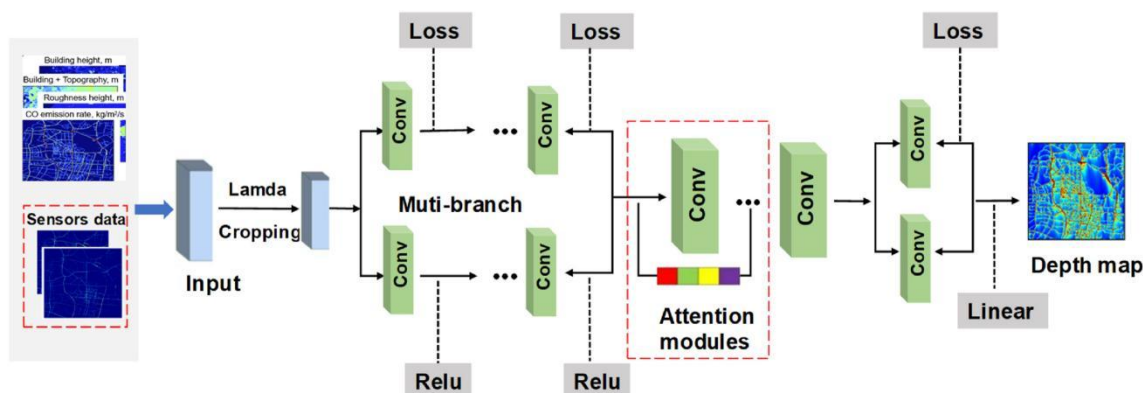 Building height, m
Building + Topography, m
Roughness height, m
CO emission rate, kg/m²/s
Sensors data
Input
Lamda
Cropping
Loss
Loss
Conv
Conv
Muti-branch
Conv
Conv
Relu
Relu
Conv
Attention
modules
Conv
Loss
Conv
Conv
Linear
Depth map